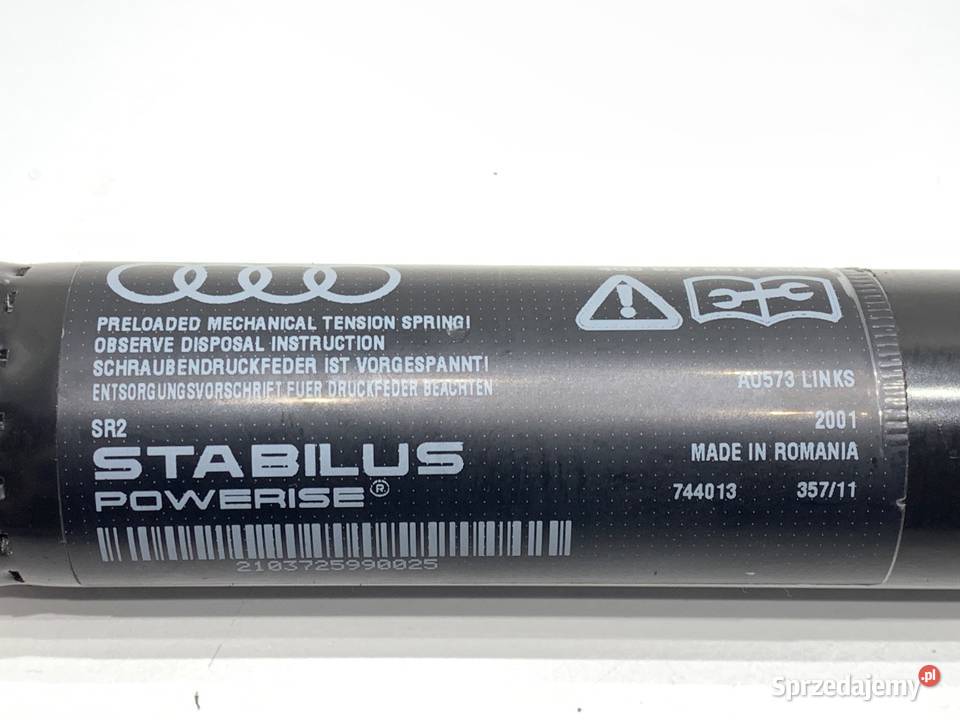 PRELOADED MECHANICAL TENSION SPRING!
OBSERVE DISPOSAL INSTRUCTION
SCHRAUBENDRUCKFEDER IST VORGESPANNT!
ENTSORGUNGSVORSCHRIFT FUER DRUCKFEDER BEACHTEN
AU573 LINKS
SR2
2001
STABILUS
MADE IN ROMANIA
POWERISE®
744013 357/11
2103725990025
Sprzedajemy.pl